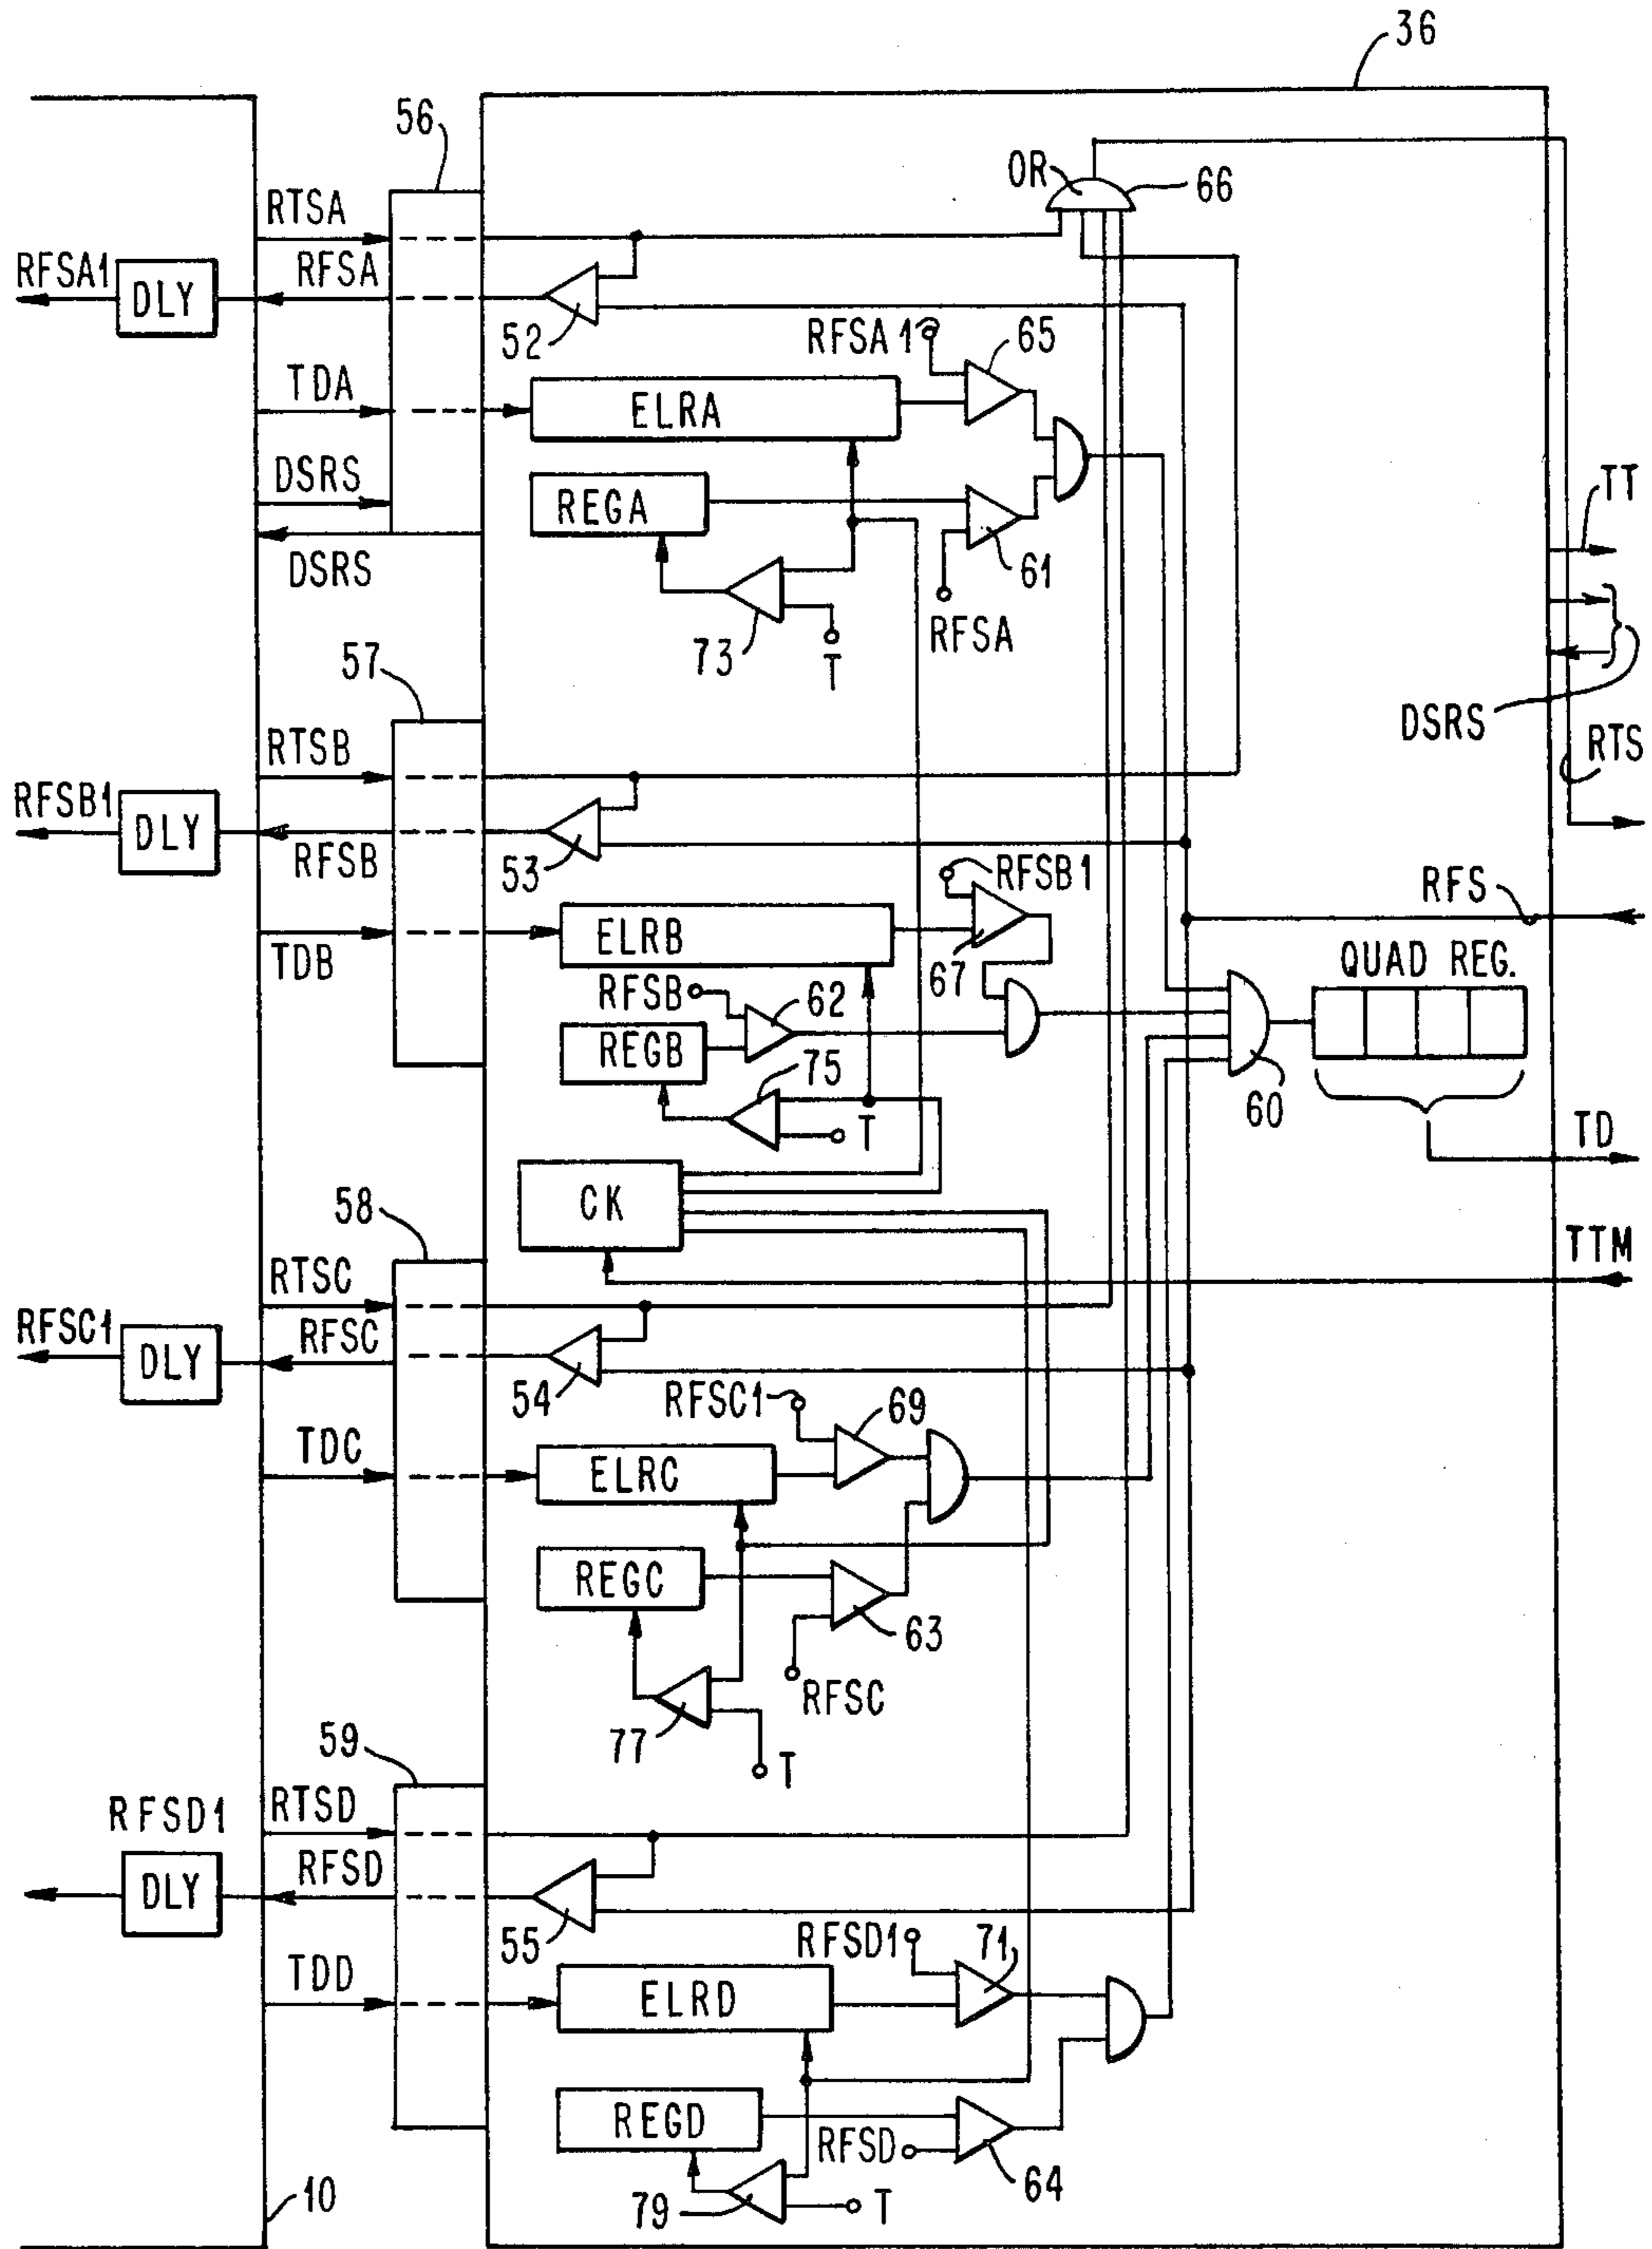 36
56
OR
66
RTSA
RFSA1
DLY
RFSA
52
RFSA1
65
TDA
ELRA
DSRS
REGA
TT
DSRS
61
RFSA
73
T
57
DSRS
RTS
RTSB
RFSB1
DLY
RFSB
53
RFSB1
RFS
ELRB
TDB
67
QUAD REG.
RFSB
62
REGB
75
T
60
TD
CK
58
TTM
RTSC
RFSC1
DLY
RFSC
54
RFSC1
69
TDC
ELRC
REGC
63
RFSC
77
T
59
RFSD1
RTSD
DLY
RFSD
55
RFSD1
71
TDD
ELRD
REGD
RFSD
64
10
79
T